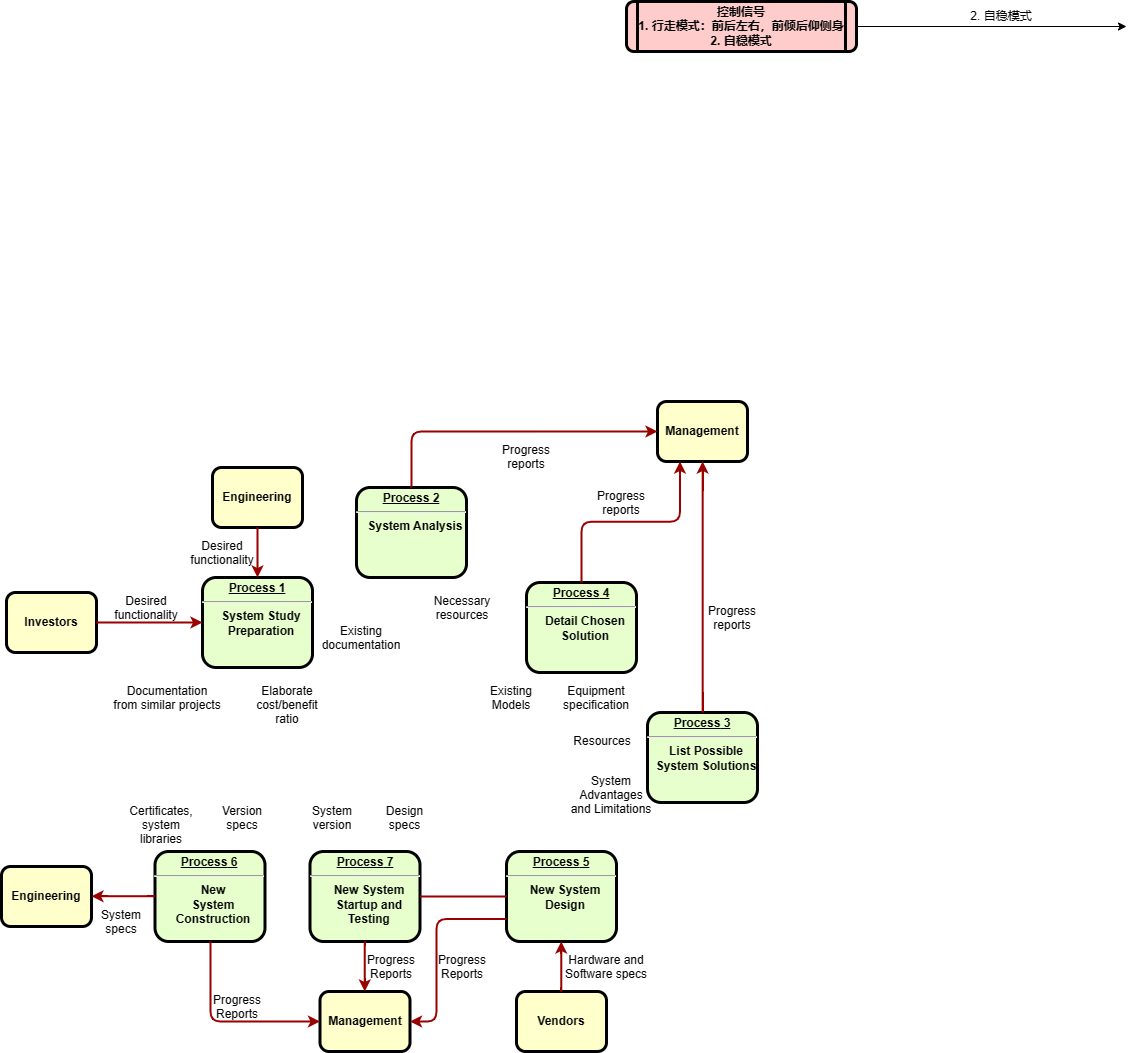 控制信号
1. 行走模式：前后左右，前倾后仰侧身
2. 自稳模式
2. 自稳模式
Management
Progress
reports
Engineering
Process 2
System Analysis
Progress
reports
Desired
functionality
Process 1
System Study
Preparation
Investors
Desired
functionality
Existing
documentation
Necessary
resources
Process 4
Detail Chosen
Solution
Progress
reports
Documentation
from similar projects
Elaborate
cost/benefit
ratio
Existing
Models
Equipment
specification
Process 3
List Possible
System Solutions
Resources
System
Advantages
and Limitations
Certificates,
system
libraries
Version
specs
System
version
Design
specs
Process 6
New
System
Construction
Process 7
New System
Startup and
Testing
Process 5
New System
Design
Engineering
System
specs
Progress
Reports
Progress
Reports
Hardware and
Software specs
Progress
Reports
Management
Vendors